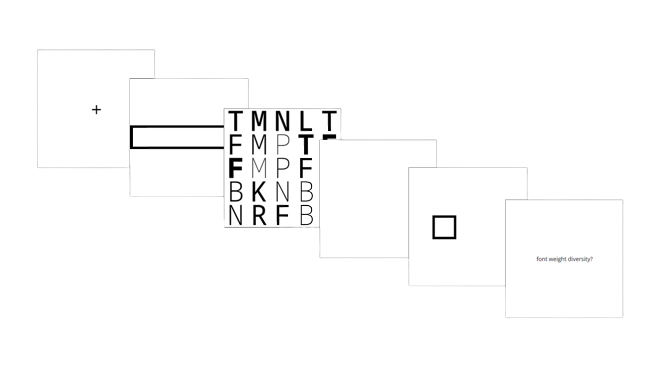 +
T M N L T
F M P T F
F M P F
B K N B
N R F B
font weight diversity?